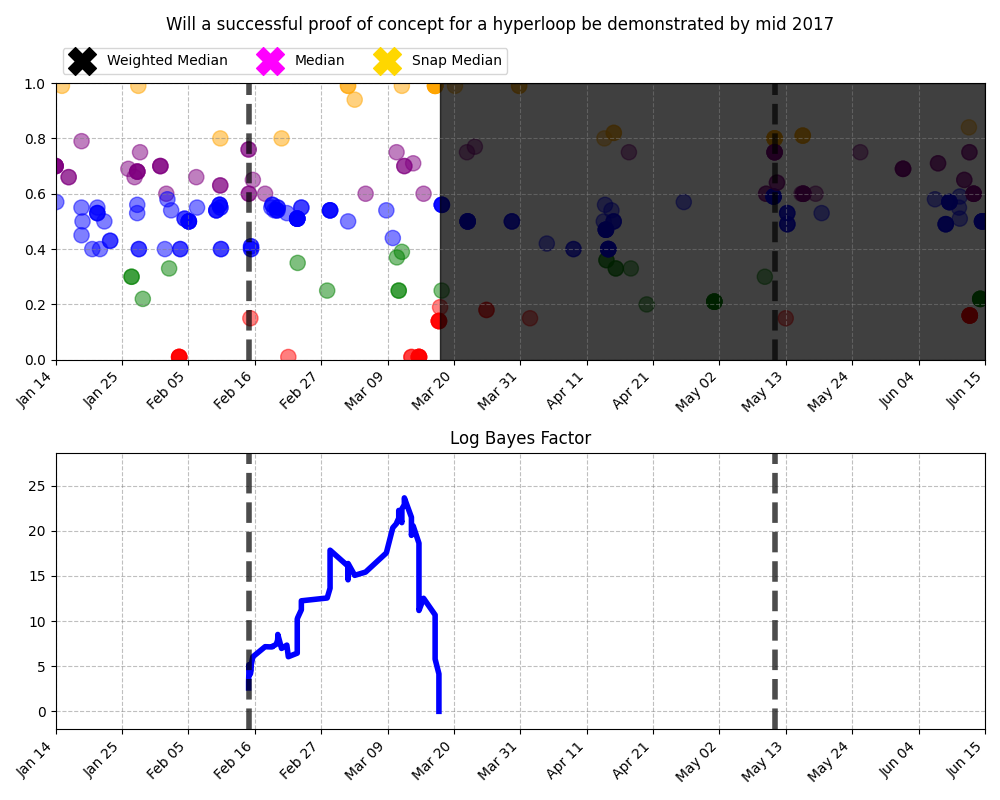 Will a successful proof of concept for a hyperloop be demonstrated by mid 2017
Weighted Median Median Snap Median
1.0
0.8
0.6
0.4
0.2
0.0
Jan 14 Jan 25 Feb 05 Feb 16 Feb 27 Mar 09 Mar 20 Mar 31 Apr 11 Apr 21 May 02 May 13 May 24 Jun 04 Jun 15
Log Bayes Factor
25
20
15
10
5
0
Jan 14 Jan 25 Feb 05 Feb 16 Feb 27 Mar 09 Mar 20 Mar 31 Apr 11 Apr 21 May 02 May 13 May 24 Jun 04 Jun 15